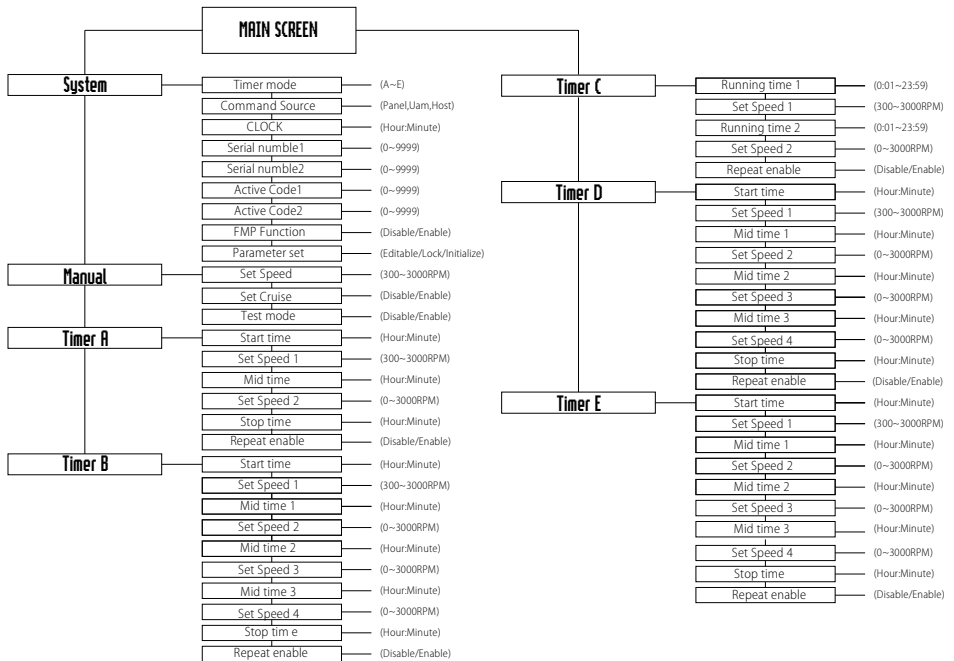 MAIN SCREEN
System
Timer mode (A~E)
Command Source (Panel,Uam,Host)
CLOCK (Hour:Minute)
Serial numble1 (0~9999)
Serial numble2 (0~9999)
Active Code1 (0~9999)
Active Code2 (0~9999)
FMP Function (Disable/Enable)
Parameter set (Editable/Lock/Initialize)
Manual
Set Speed (300~3000RPM)
Set Cruise (Disable/Enable)
Test mode (Disable/Enable)
Timer A
Start time (Hour:Minute)
Set Speed 1 (300~3000RPM)
Mid time (Hour:Minute)
Set Speed 2 (0~3000RPM)
Stop time (Hour:Minute)
Repeat enable (Disable/Enable)
Timer B
Start time (Hour:Minute)
Set Speed 1 (300~3000RPM)
Mid time 1 (Hour:Minute)
Set Speed 2 (0~3000RPM)
Mid time 2 (Hour:Minute)
Set Speed 3 (0~3000RPM)
Mid time 3 (Hour:Minute)
Set Speed 4 (0~3000RPM)
Stop tim e (Hour:Minute)
Repeat enable (Disable/Enable)
Timer C
Running time 1 (0:01~23:59)
Set Speed 1 (300~3000RPM)
Running time 2 (0:01~23:59)
Set Speed 2 (0~3000RPM)
Repeat enable (Disable/Enable)
Timer D
Start time (Hour:Minute)
Set Speed 1 (300~3000RPM)
Mid time 1 (Hour:Minute)
Set Speed 2 (0~3000RPM)
Mid time 2 (Hour:Minute)
Set Speed 3 (0~3000RPM)
Mid time 3 (Hour:Minute)
Set Speed 4 (0~3000RPM)
Stop time (Hour:Minute)
Repeat enable (Disable/Enable)
Timer E
Start time (Hour:Minute)
Set Speed 1 (300~3000RPM)
Mid time 1 (Hour:Minute)
Set Speed 2 (0~3000RPM)
Mid time 2 (Hour:Minute)
Set Speed 3 (0~3000RPM)
Mid time 3 (Hour:Minute)
Set Speed 4 (0~3000RPM)
Stop time (Hour:Minute)
Repeat enable (Disable/Enable)